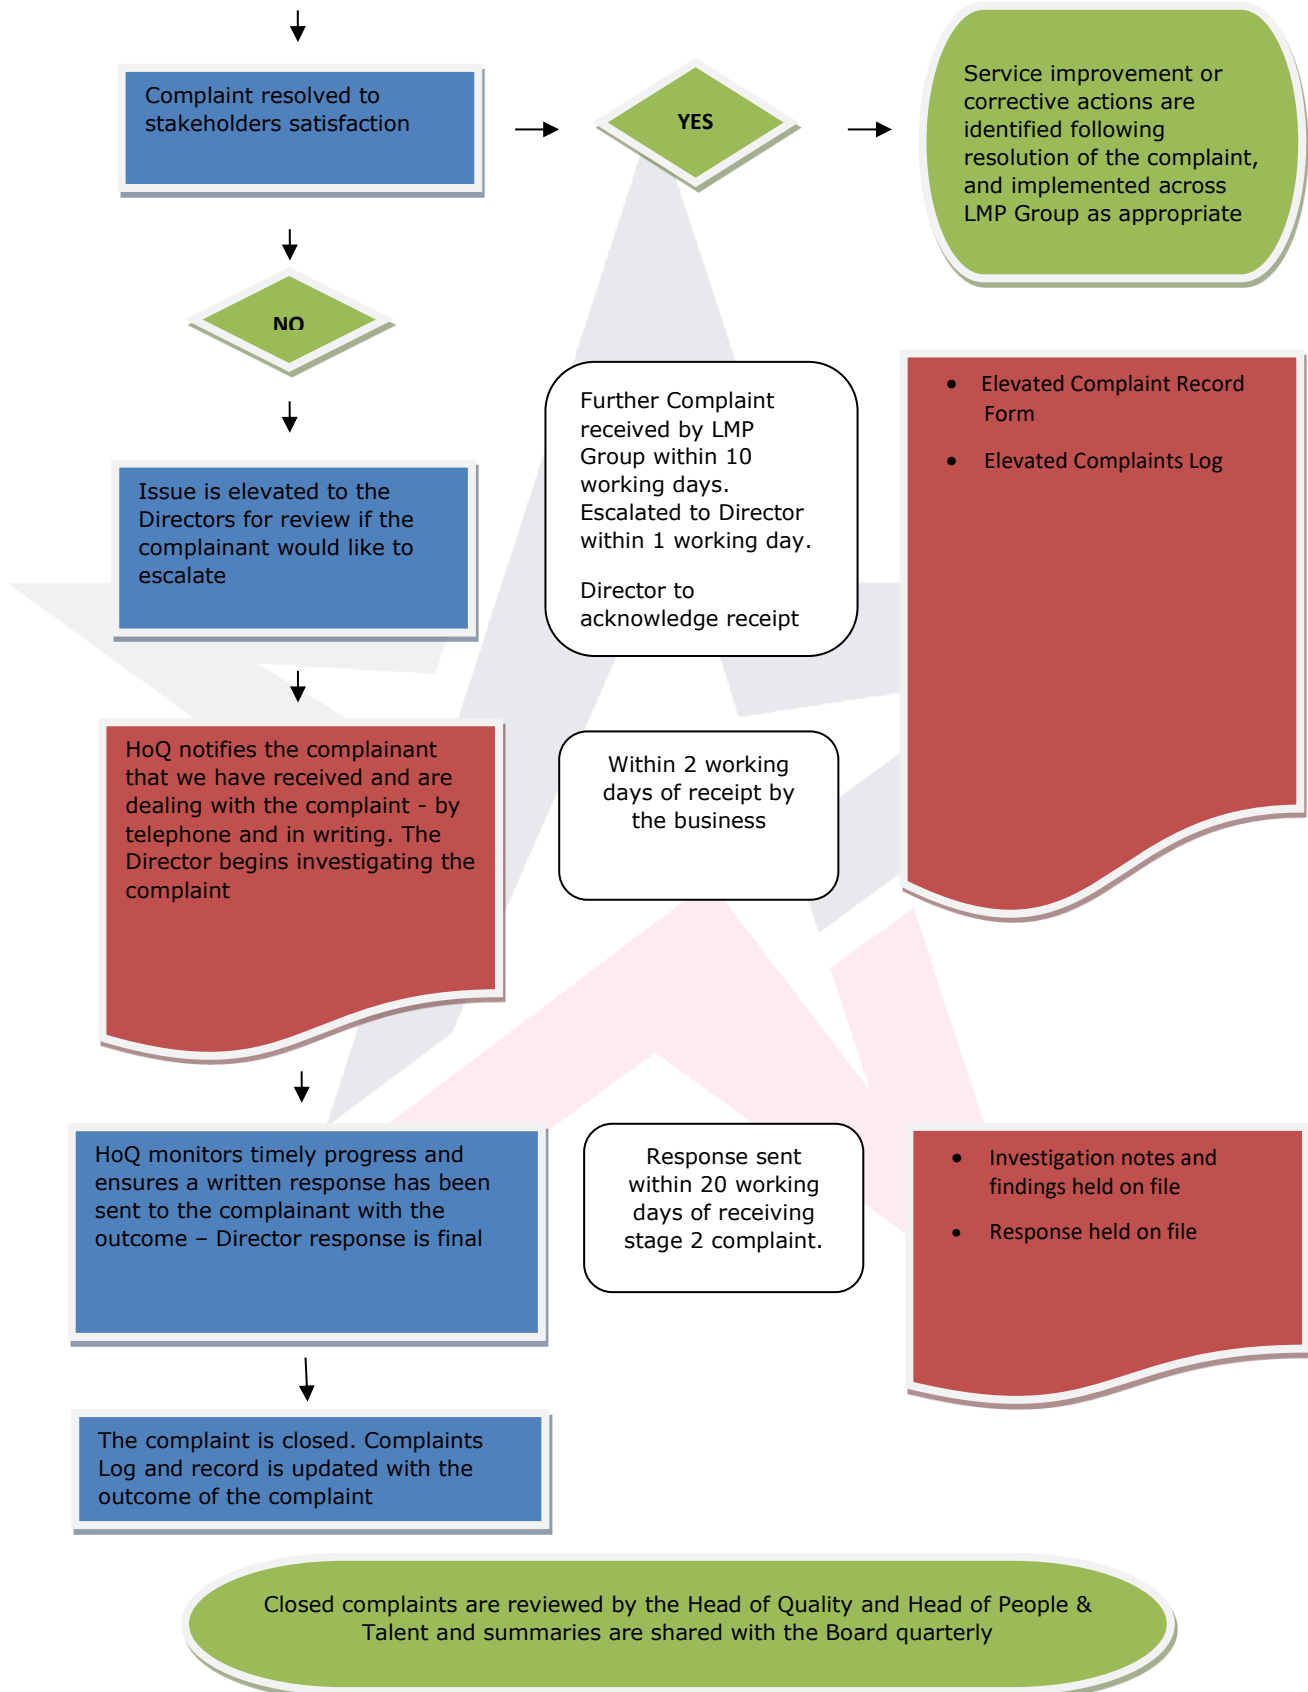 Complaint resolved to
stakeholders satisfaction
YES
Service improvement or
corrective actions are
identified following
resolution of the complaint,
and implemented across
LMP Group as appropriate
NO
Issue is elevated to the
Directors for review if the
complainant would like to
escalate
Further Complaint
received by LMP
Group within 10
working days.
Escalated to Director
within 1 working day.
Director to
acknowledge receipt
• Elevated Complaint Record
Form
• Elevated Complaints Log
HoQ notifies the complainant
that we have received and are
dealing with the complaint - by
telephone and in writing. The
Director begins investigating the
complaint
Within 2 working
days of receipt by
the business
HoQ monitors timely progress and
ensures a written response has been
sent to the complainant with the
outcome – Director response is final
Response sent
within 20 working
days of receiving
stage 2 complaint.
• Investigation notes and
findings held on file
• Response held on file
The complaint is closed. Complaints
Log and record is updated with the
outcome of the complaint
Closed complaints are reviewed by the Head of Quality and Head of People &
Talent and summaries are shared with the Board quarterly